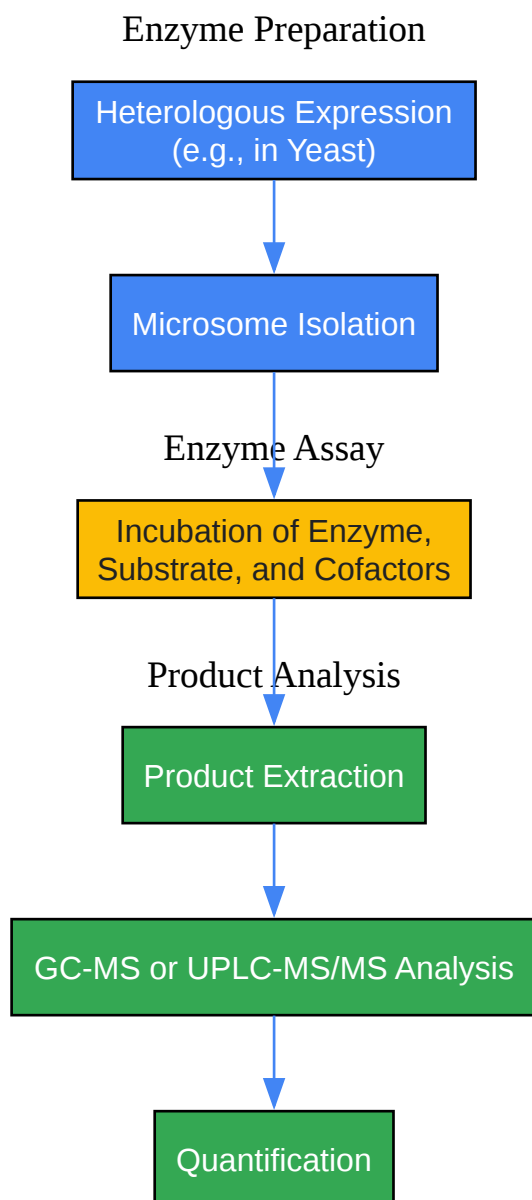 Enzyme Preparation
Heterologous Expression
(e.g., in Yeast)
Microsome Isolation
Enzyme Assay
Incubation of Enzyme,
Substrate, and Cofactors
Product Analysis
Product Extraction
GC-MS or UPLC-MS/MS Analysis
Quantification